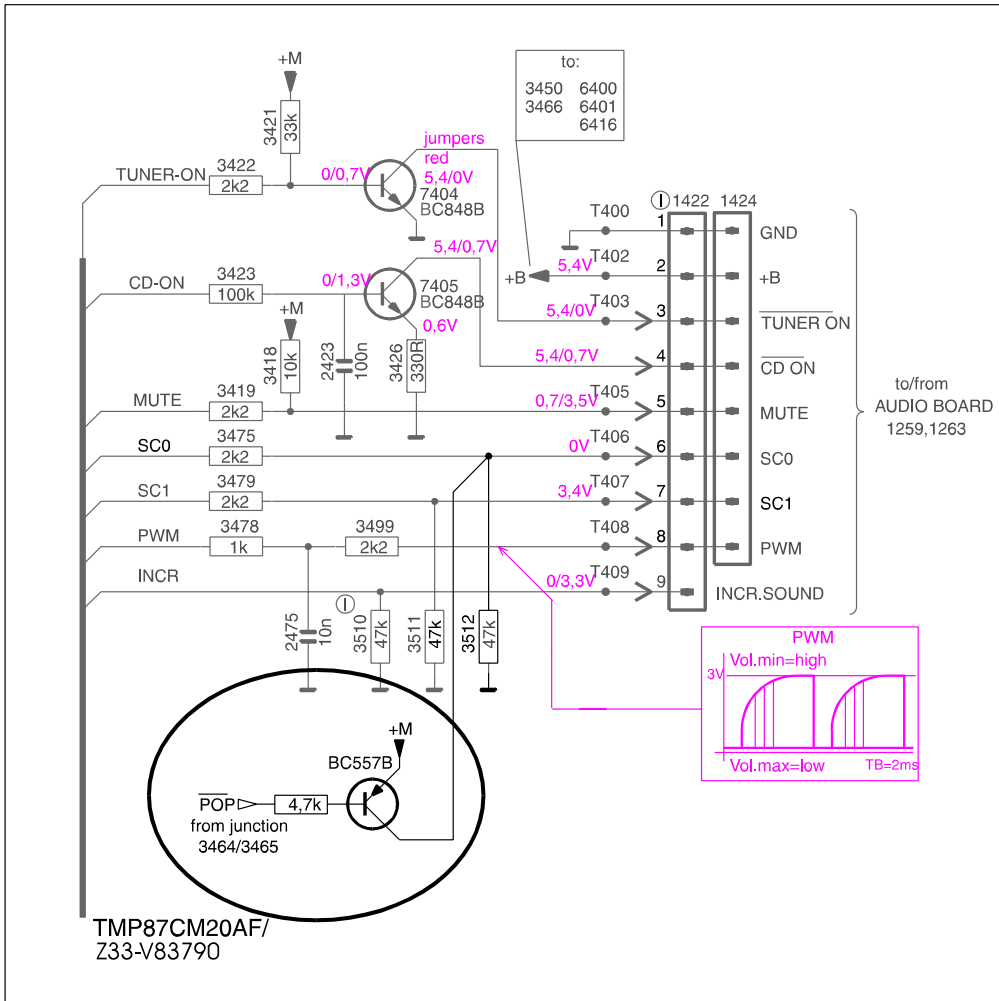 +M
to:
3450 6400
3466 6401
6416
3421
33k
jumpers
red
TUNER-ON
3422
2k2
0/0,7V
5,4/0V
7404
BC848B
I 1422 1424
T400
1
GND
5,4/0,7V
+B
5,4V
T402
2
+B
CD-ON
3423
100k
0/1,3V
7405
BC848B
T403
5,4/0V
3
TUNER ON
+M
0,6V
3418
10k
2423
100n
3426
330R
5,4/0,7V
4
CD ON
to/from
AUDIO BOARD
1259,1263
MUTE
3419
2k2
0,7/3,5V
T405
5
MUTE
SC0
3475
2k2
0V
T406
6
SC0
SC1
3479
2k2
3,4V
T407
7
SC1
PWM
3478
1k
3499
2k2
T408
8
PWM
INCR
0/3,3V
T409
9
INCR.SOUND
I
2475
10n
3510
47k
3511
47k
3512
47k
PWM
Vol.min=high
3V
Vol.max=low
TB=2ms
+M
BC557B
POP
4,7k
from junction
3464/3465
TMP87CM20AF/
Z33-V83790